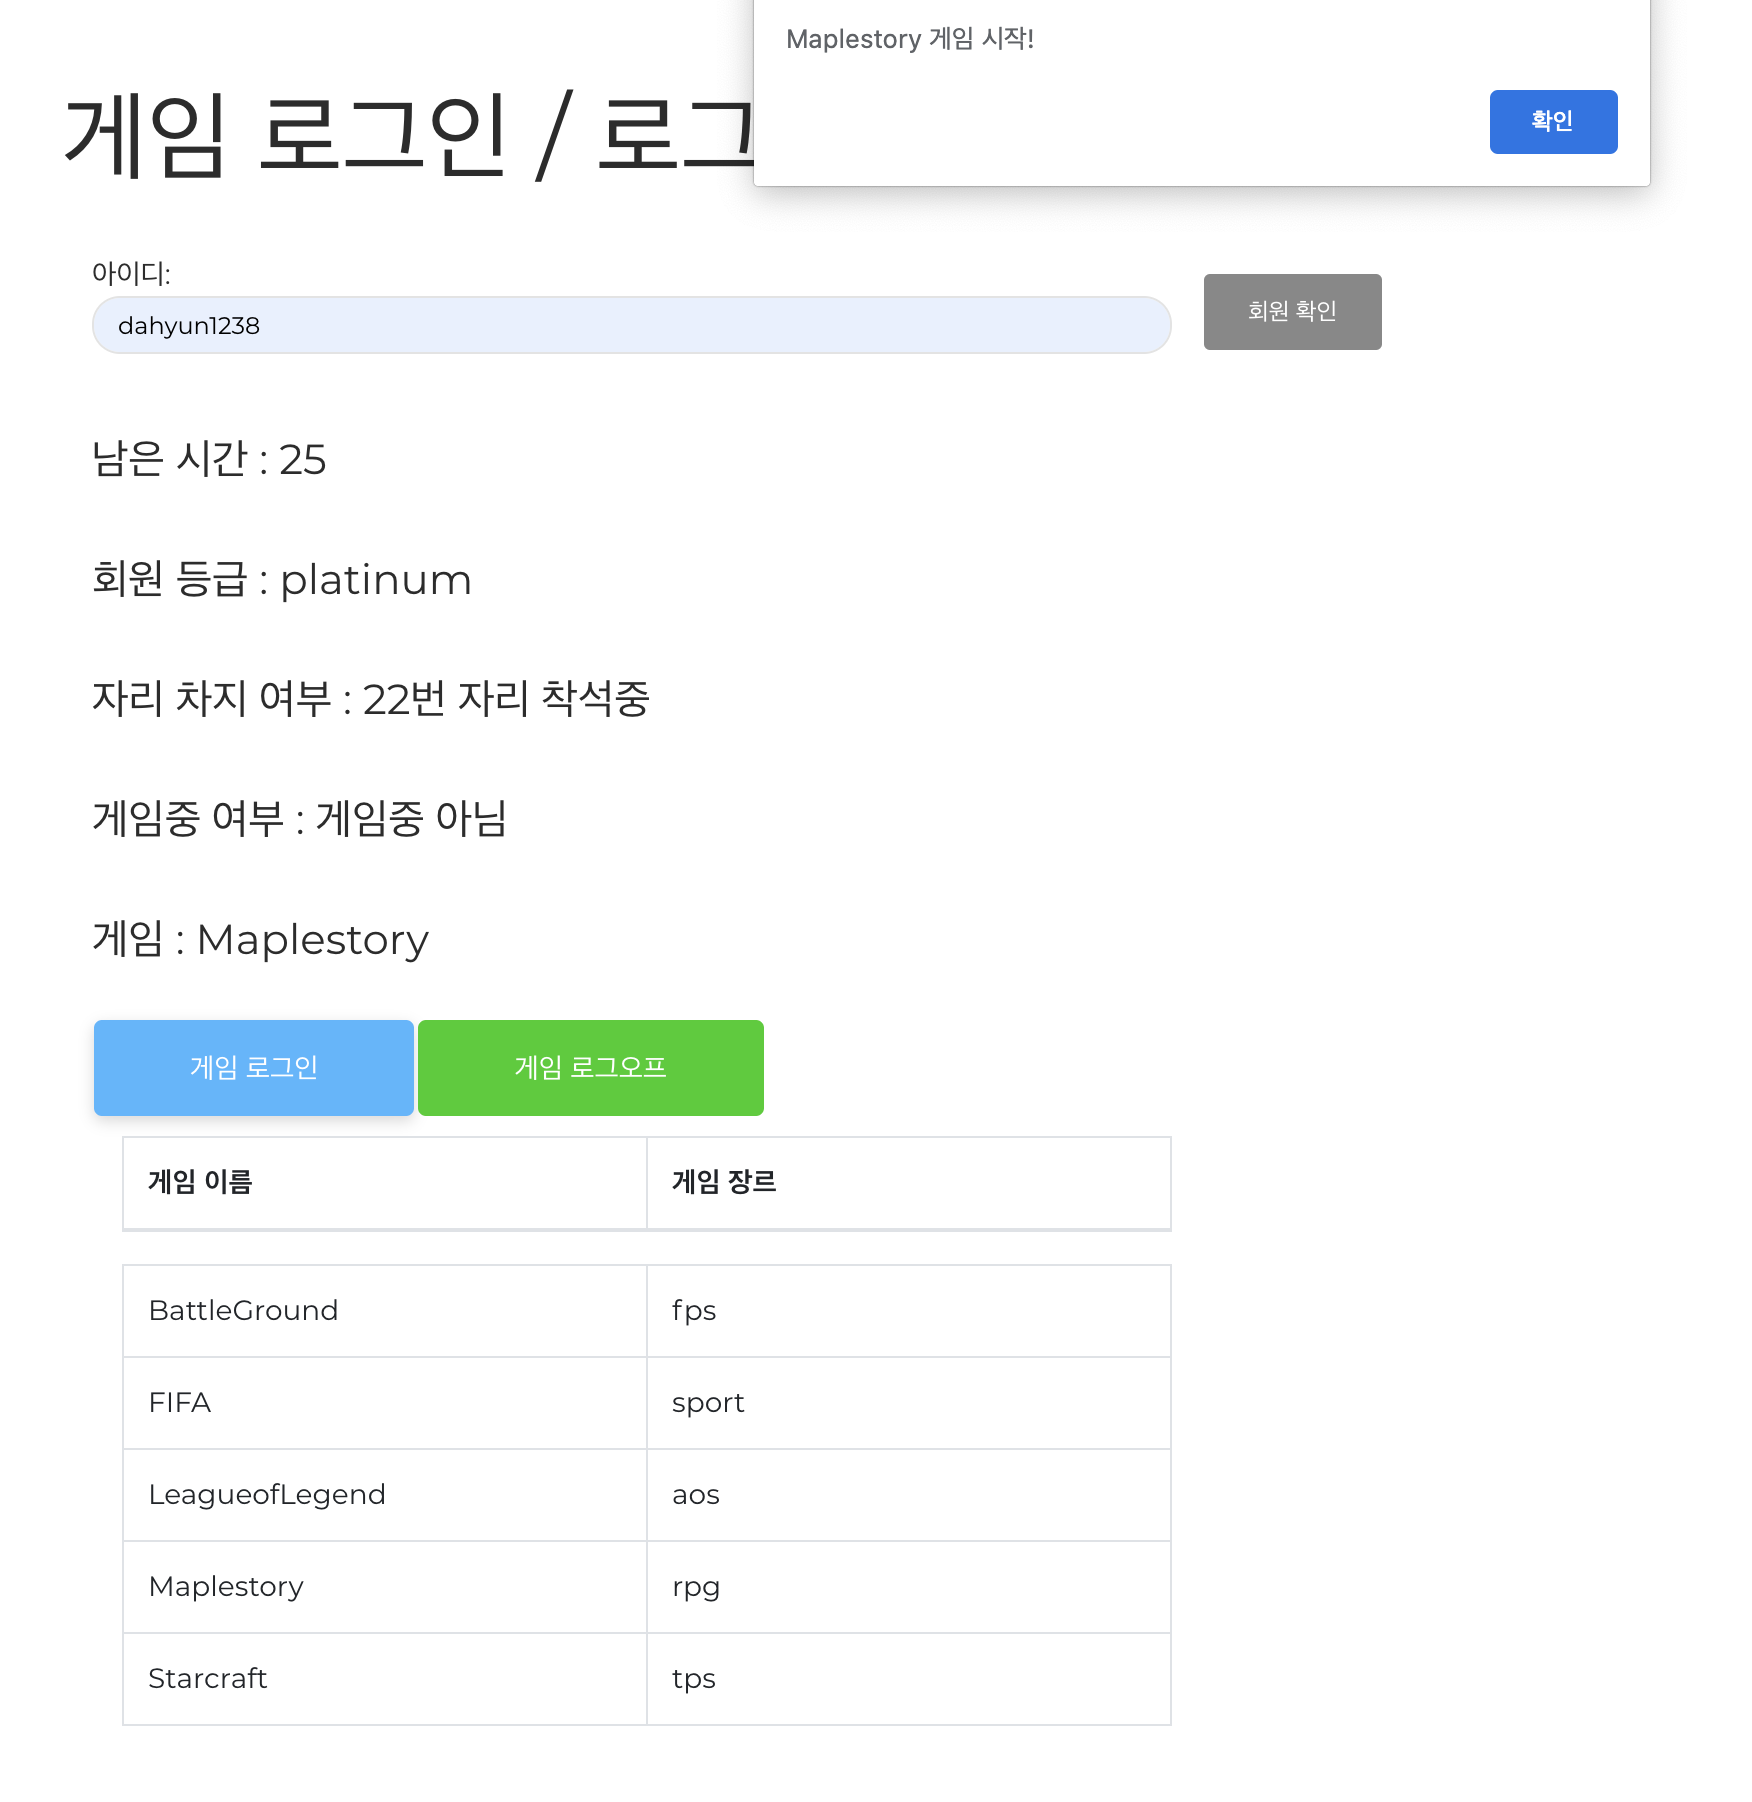 Maplestory 게임 시작!
확인
게임 로그인 / 로그
아이디:
dahyun1238
회원 확인
남은 시간 : 25
회원 등급 : platinum
자리 차지 여부 : 22번 자리 착석중
게임중 여부 : 게임중 아님
게임 : Maplestory
게임 로그인 게임 로그오프
게임 이름 게임 장르
BattleGround fps
FIFA sport
LeagueofLegend aos
Maplestory rpg
Starcraft tps